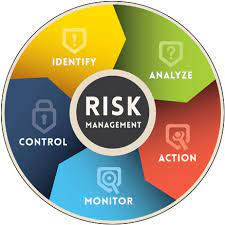 RISK
MANAGEMENT
IDENTIFY
ANALYZE
ACTION
MONITOR
CONTROL